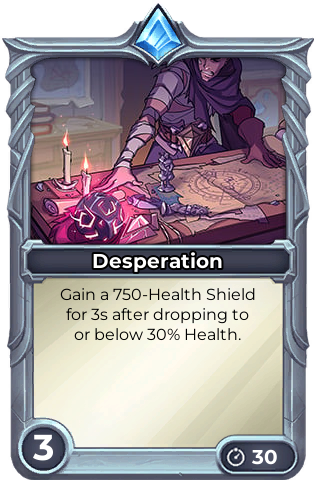 Desperation
Gain a 750-Health Shield
for 3s after dropping to
or below 30% Health.
3
30